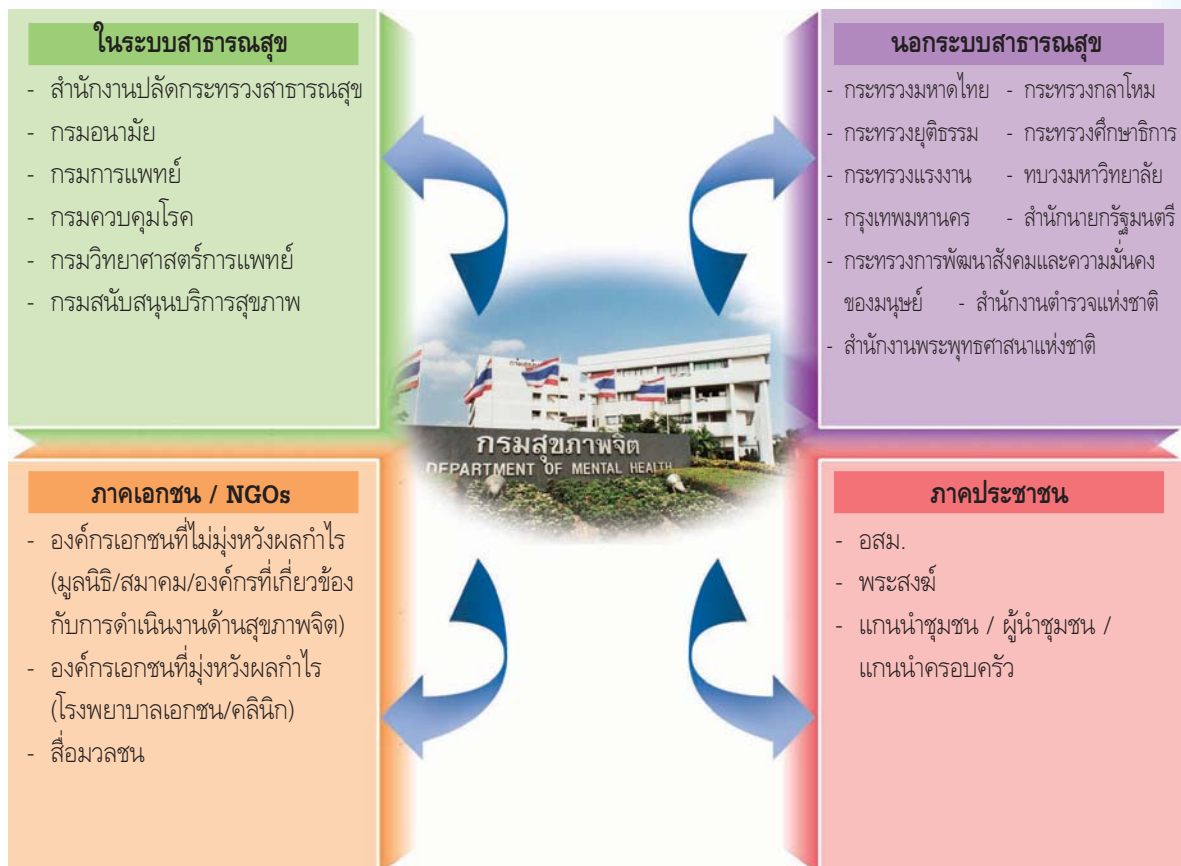 ในระบบสาธารณสุข
- สำนักงานปลัดกระทรวงสาธารณสุข
- กรมอนามัย
- กรมการแพทย์
- กรมควบคุมโรค
- กรมวิทยาศาสตร์การแพทย์
- กรมสนับสนุนบริการสุขภาพ
นอกระบบสาธารณสุข
- กระทรวงมหาดไทย - กระทรวงกลาโหม
- กระทรวงยุติธรรม - กระทรวงศึกษาธิการ
- กระทรวงแรงงาน - ทบวงมหาวิทยาลัย
- กรุงเทพมหานคร - สำนักนายกรัฐมนตรี
- กระทรวงการพัฒนาสังคมและความมั่นคง
ของมนุษย์ - สำนักงานตำรวจแห่งชาติ
- สำนักงานพระพุทธศาสนาแห่งชาติ
กรมสุขภาพจิต
DEPARTMENT OF MENTAL HEALTH
ภาคเอกชน / NGOs
- องค์กรเอกชนที่ไม่มุ่งหวังผลกำไร
(มูลนิธิ/สมาคม/องค์กรที่เกี่ยวข้อง
กับการดำเนินงานด้านสุขภาพจิต)
- องค์กรเอกชนที่มุ่งหวังผลกำไร
(โรงพยาบาลเอกชน/คลินิก)
- สื่อมวลชน
ภาคประชาชน
- อสม.
- พระสงฆ์
- แกนนำชุมชน / ผู้นำชุมชน /
แกนนำครอบครัว